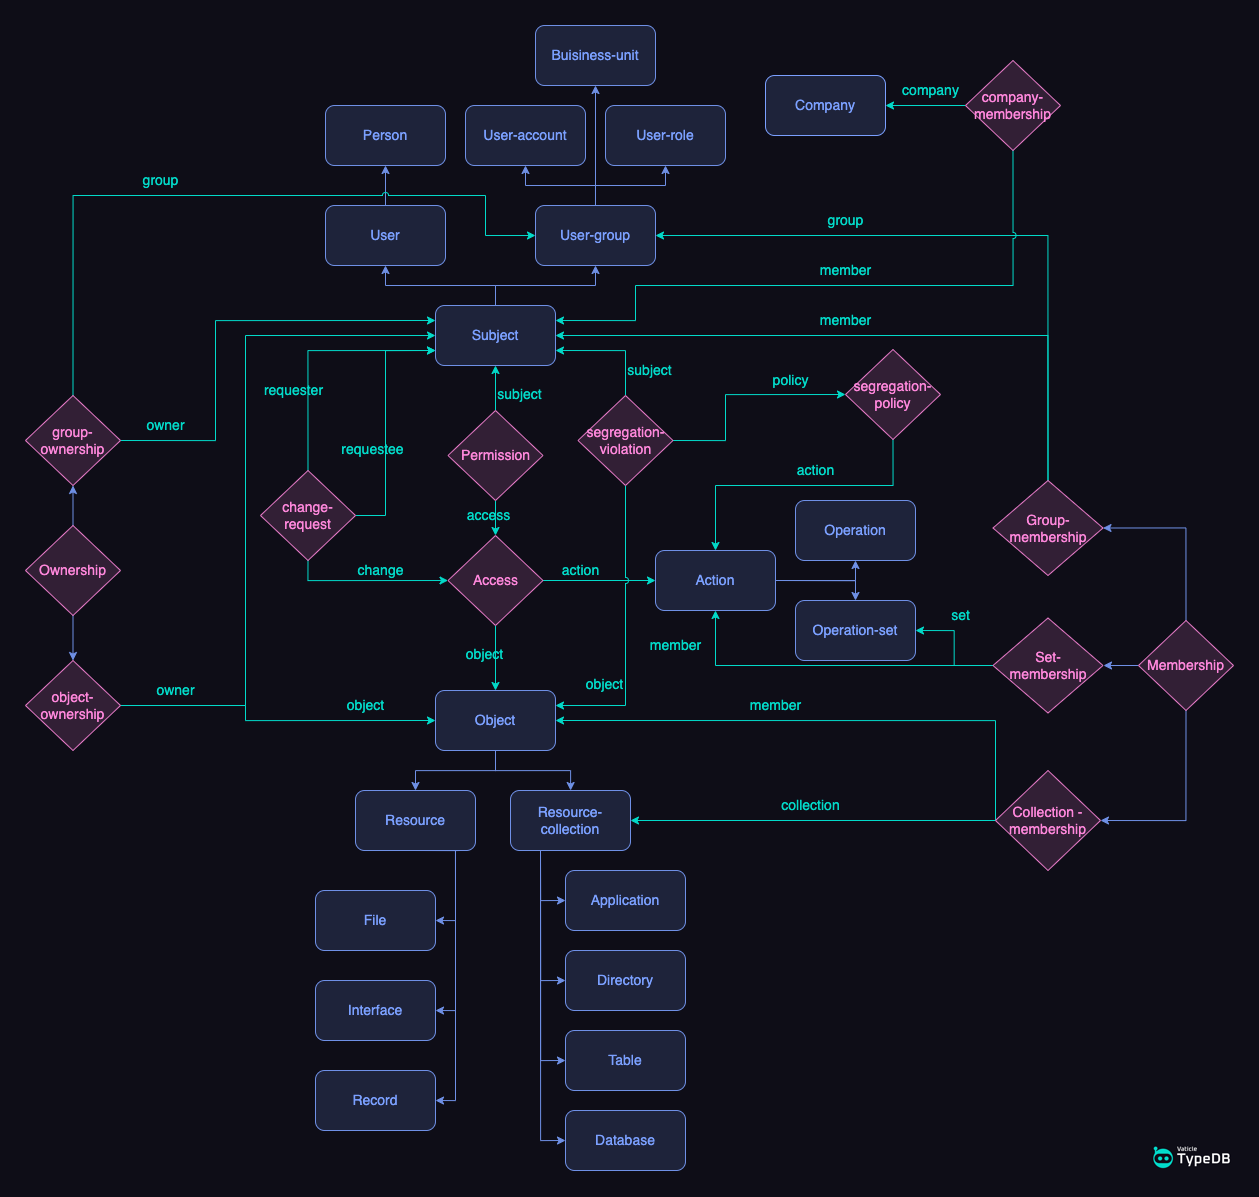 Buisiness-unit
Company
company
company-
membership
Person
User-account
User-role
group
User
User-group
group
member
Subject
member
requester
subject
subject
policy
segregation-
policy
owner
group-
ownership
requestee
Permission
segregation-
violation
action
change-
request
access
Operation
Group-
membership
Ownership
change
Access
action
Action
Operation-set
set
member
object
Set-
membership
Membership
object-
ownership
owner
object
object
Object
member
Resource
Resource-
collection
collection
Collection -
membership
Application
File
Directory
Interface
Table
Record
Database
Vaticle
TypeDB